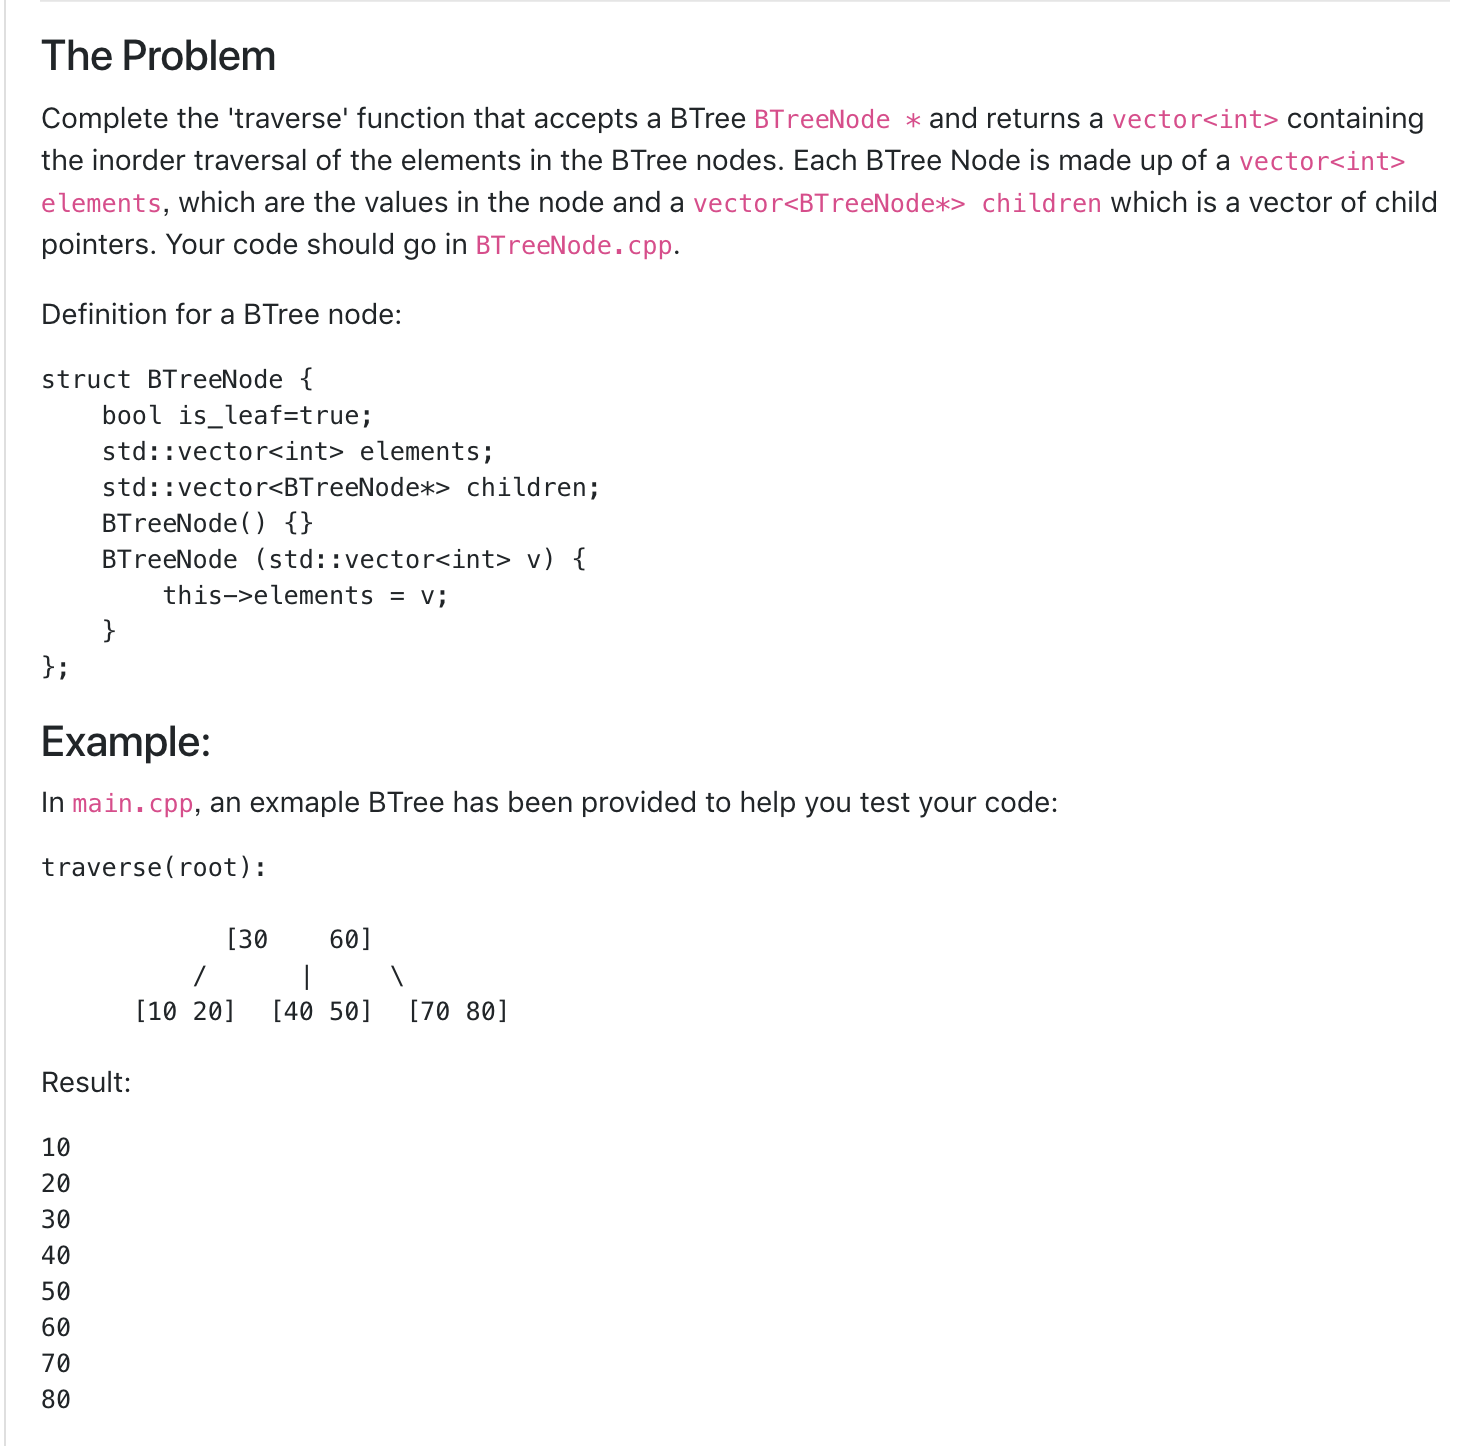 The Problem
Complete the 'traverse' function that accepts a BTree BTreeNode * and returns a vector<int> containing
the inorder traversal of the elements in the BTree nodes. Each BTree Node is made up of a vector<int>
elements, which are the values in the node and a vector<BTreeNode*> children which is a vector of child
pointers. Your code should go in BTreeNode.cpp.
Definition for a BTree node:
struct BTreeNode {
    bool is_leaf=true;
    std::vector<int> elements;
    std::vector<BTreeNode*> children;
    BTreeNode() {}
    BTreeNode (std::vector<int> v) {
        this->elements = v;
    }
};
Example:
In main.cpp, an exmaple BTree has been provided to help you test your code:
traverse(root):
            [30    60]
          /      |     \
      [10 20]  [40 50]  [70 80]
Result:
10
20
30
40
50
60
70
80